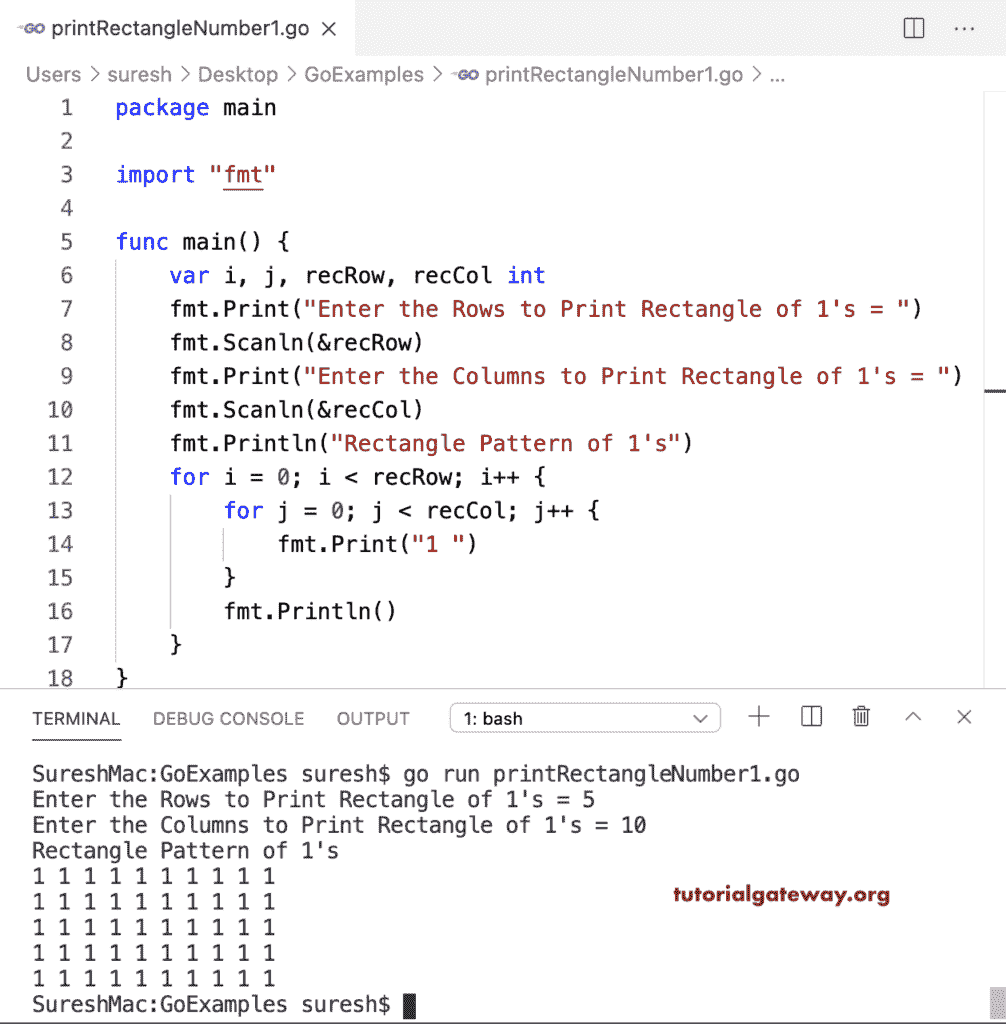 GO printRectangleNumber1.go ×
Users > suresh > Desktop > GoExamples > GO printRectangleNumber1.go > ...
1 package main
2
3 import "fmt"
4
5 func main() {
6     var i, j, recRow, recCol int
7     fmt.Print("Enter the Rows to Print Rectangle of 1's = ")
8     fmt.Scanln(&recRow)
9     fmt.Print("Enter the Columns to Print Rectangle of 1's = ")
10     fmt.Scanln(&recCol)
11     fmt.Println("Rectangle Pattern of 1's")
12     for i = 0; i < recRow; i++ {
13         for j = 0; j < recCol; j++ {
14             fmt.Print("1 ")
15         }
16         fmt.Println()
17     }
18 }
TERMINAL DEBUG CONSOLE OUTPUT 1: bash
SureshMac:GoExamples suresh$ go run printRectangleNumber1.go
Enter the Rows to Print Rectangle of 1's = 5
Enter the Columns to Print Rectangle of 1's = 10
Rectangle Pattern of 1's
1 1 1 1 1 1 1 1 1 1
1 1 1 1 1 1 1 1 1 1
1 1 1 1 1 1 1 1 1 1
1 1 1 1 1 1 1 1 1 1
1 1 1 1 1 1 1 1 1 1
SureshMac:GoExamples suresh$
tutorialgateway.org